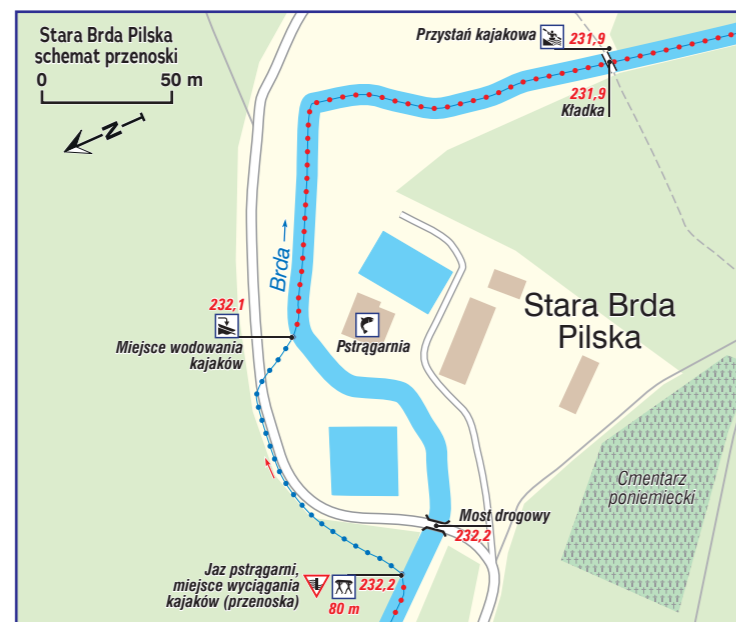 Stara Brda Pilska
schemat przenoski
0 50 m
N
Przystań kajakowa 231,9
231,9
Kładka
Brda →
232,1
Miejsce wodowania
kajaków
Pstrągarnia
Stara Brda
Pilska
Cmentarz
poniemiecki
Most drogowy
232,2
Jaz pstrągarni,
miejsce wyciągania
kajaków (przenoska)
232,2
80 m